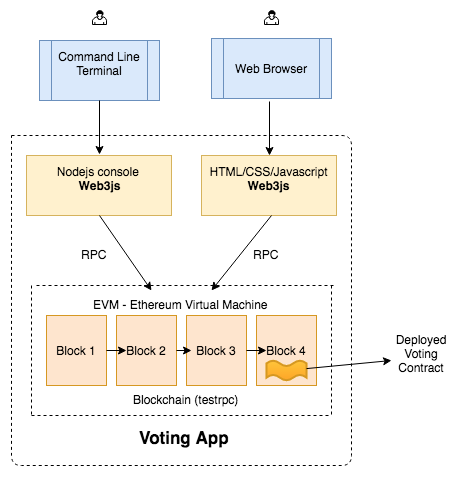 Command Line
Terminal
Web Browser
Nodejs console
Web3js
HTML/CSS/Javascript
Web3js
RPC
RPC
EVM - Ethereum Virtual Machine
Block 1
Block 2
Block 3
Block 4
Deployed
Voting
Contract
Blockchain (testrpc)
Voting App